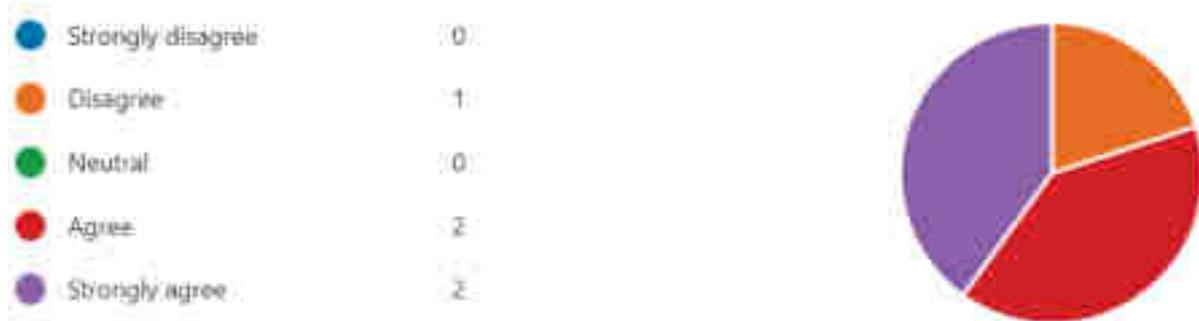 Strongly disagree 0
Disagree 1
Neutral 0
Agree 2
Strongly agree 2